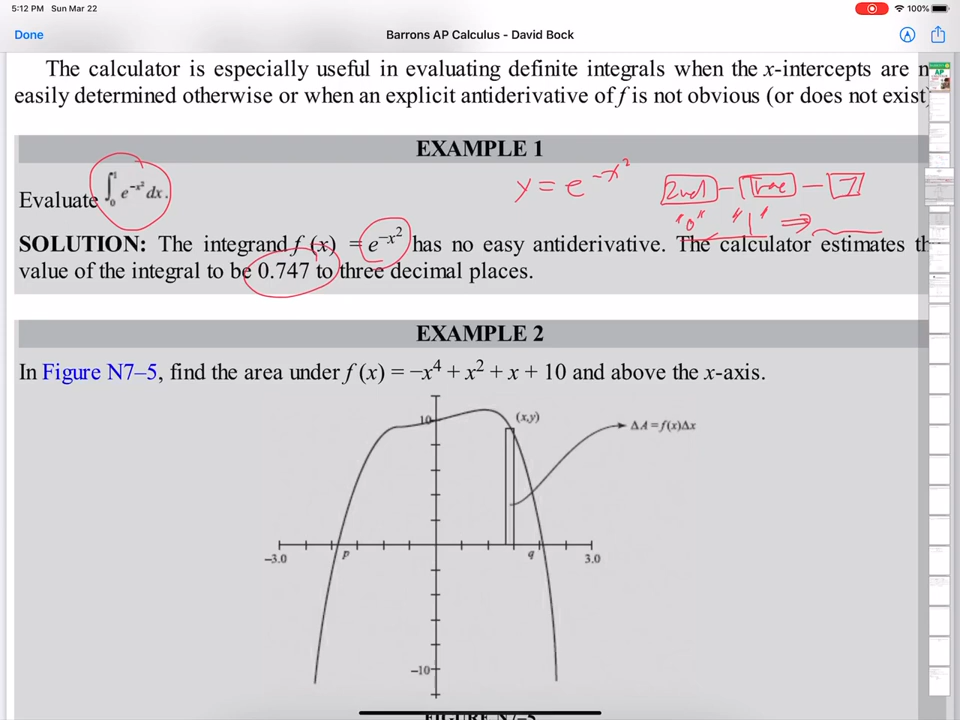 5:12 PM Sun Mar 22
100%
Done
Barrons AP Calculus - David Bock
The calculator is especially useful in evaluating definite integrals when the x-intercepts are n
easily determined otherwise or when an explicit antiderivative of f is not obvious (or does not exist)
EXAMPLE 1
y = e^-x^2
2nd - Trace - 7
Evaluate ∫₀¹ e^-x² dx.
"0" "1" ⇒
SOLUTION: The integrand f (x) = e^−x² has no easy antiderivative. The calculator estimates th
value of the integral to be 0.747 to three decimal places.
EXAMPLE 2
In Figure N7–5, find the area under f (x) = −x⁴ + x² + x + 10 and above the x-axis.
10
(x,y)
ΔA = f(x)Δx
−3.0
p
q
3.0
−10
FIGURE N7–5